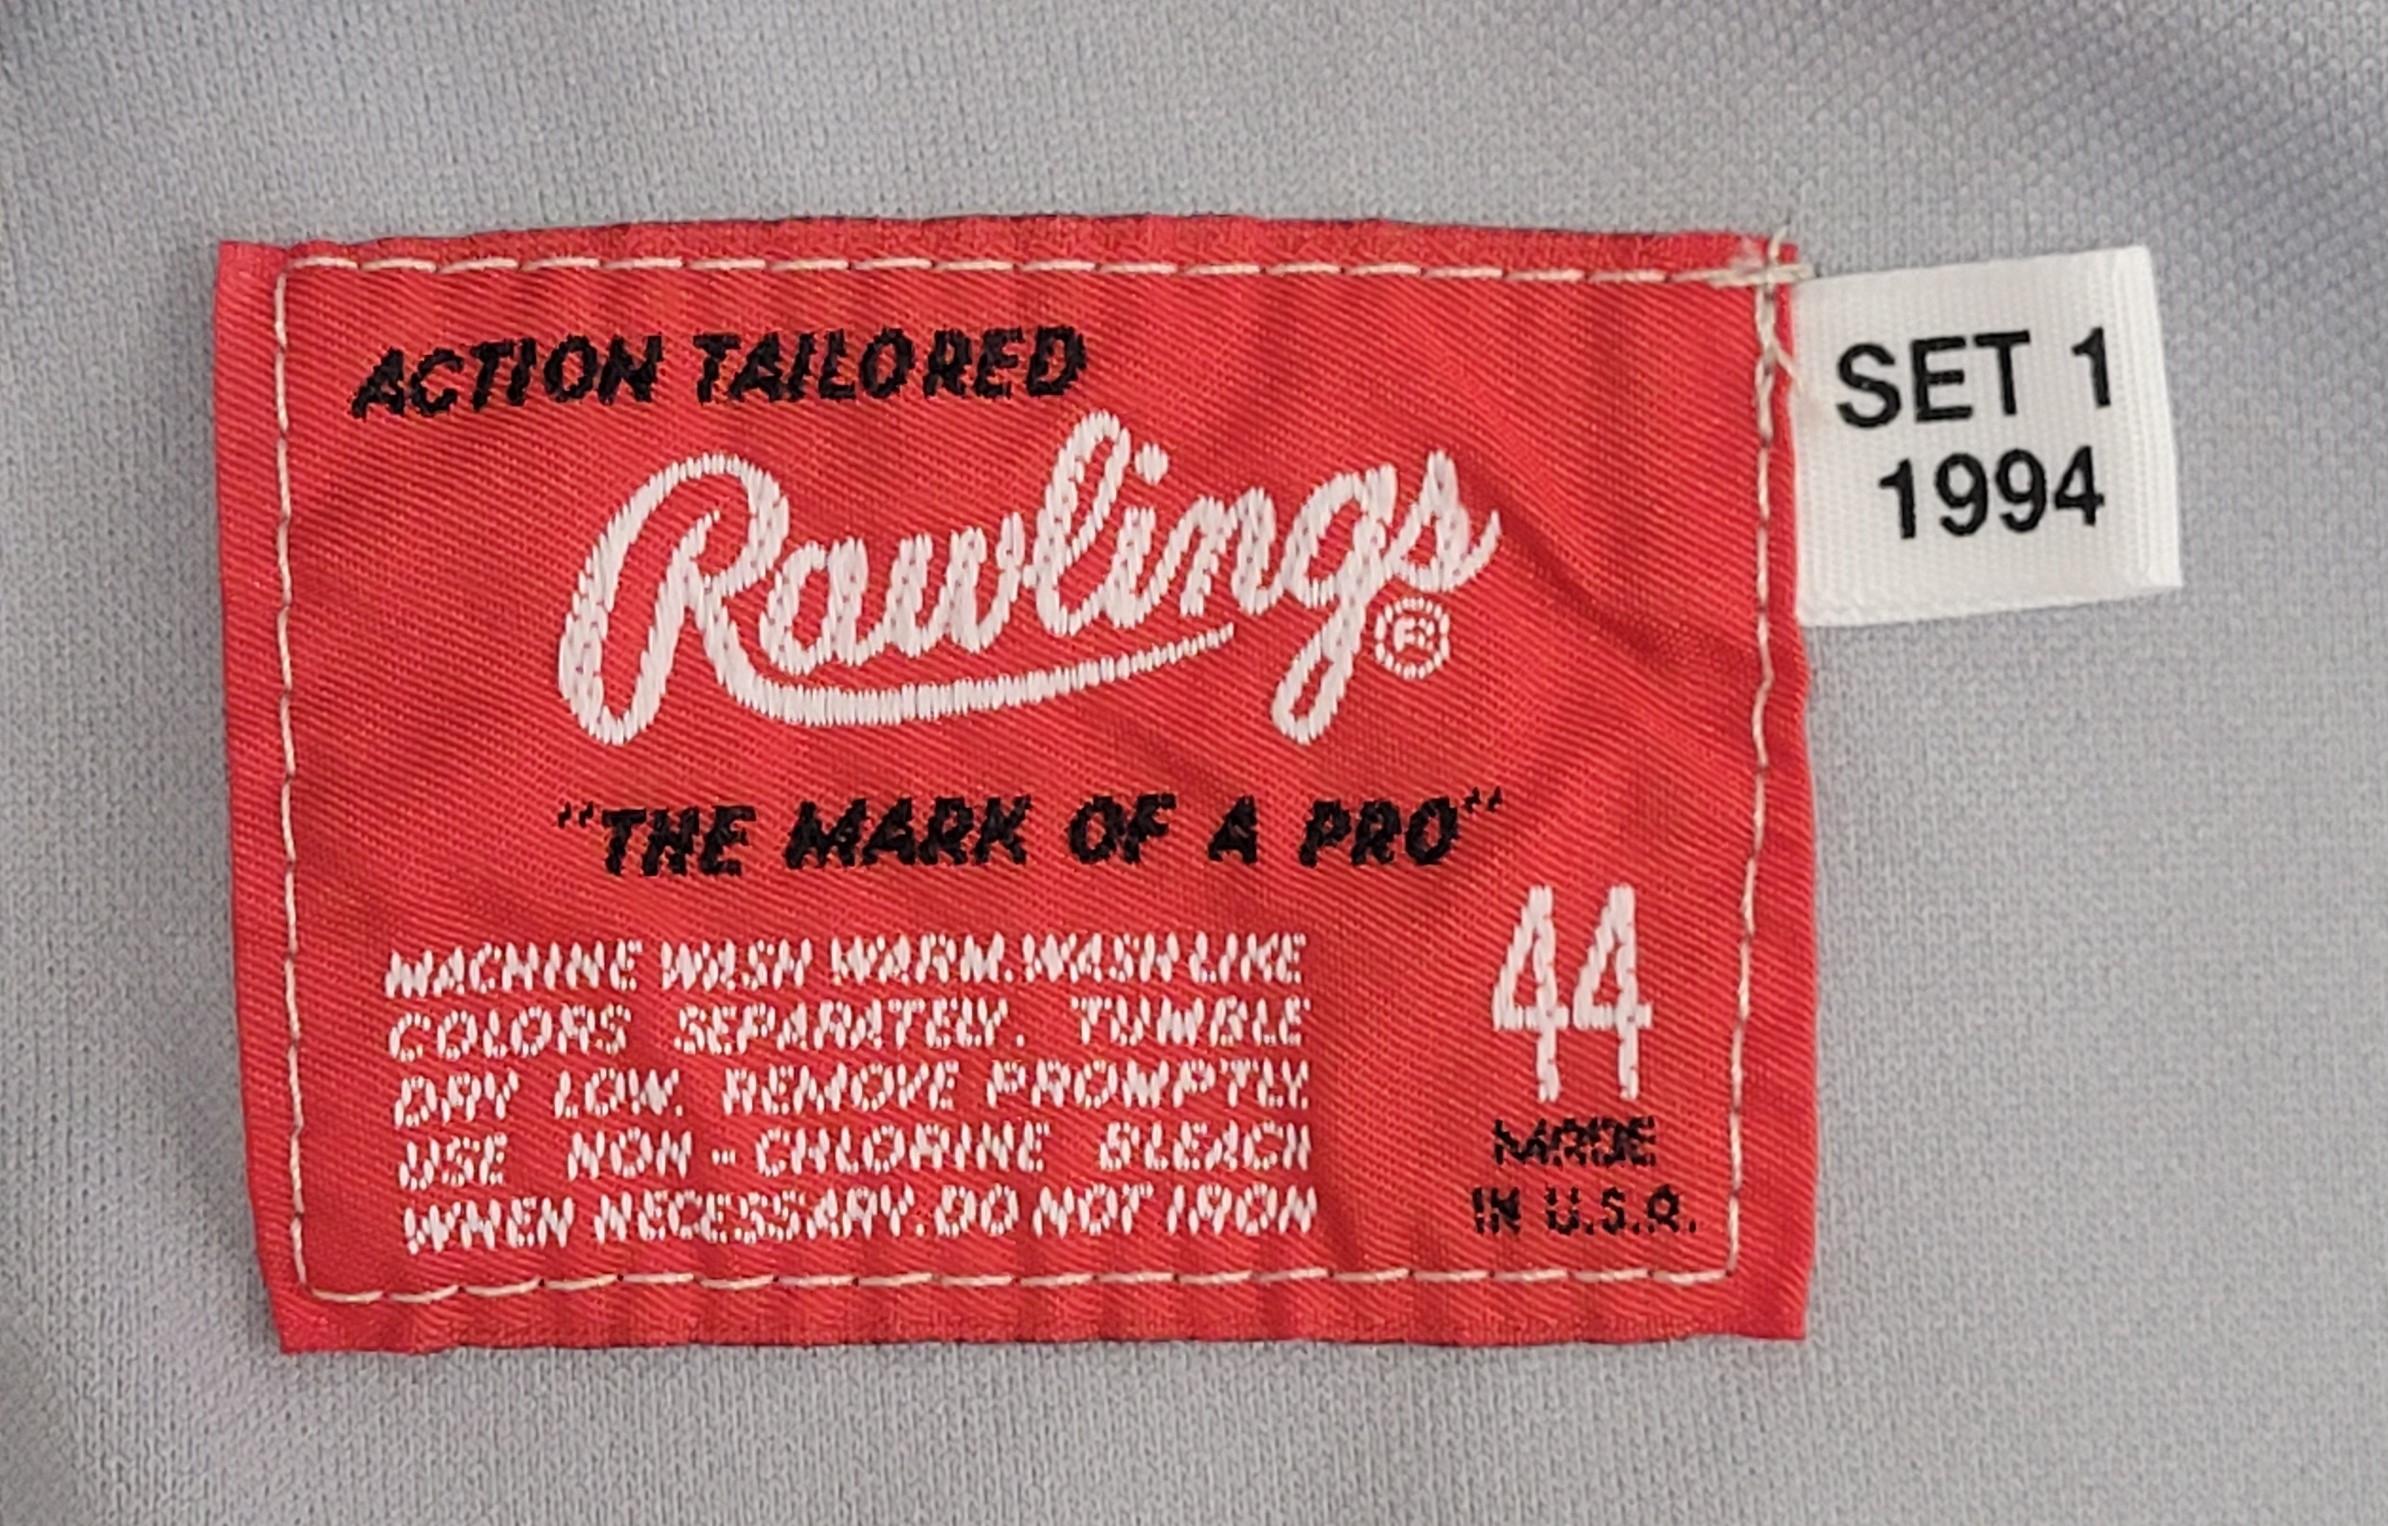 ACTION TAILORED
Rawlings®
"THE MARK OF A PRO"
MACHINE WASH WARM. WASH LIKE
COLORS SEPARATELY. TUMBLE
DRY LOW. REMOVE PROMPTLY
USE NON-CHLORINE BLEACH
WHEN NECESSARY. DO NOT IRON
44
MADE
IN U.S.A.
SET 1
1994